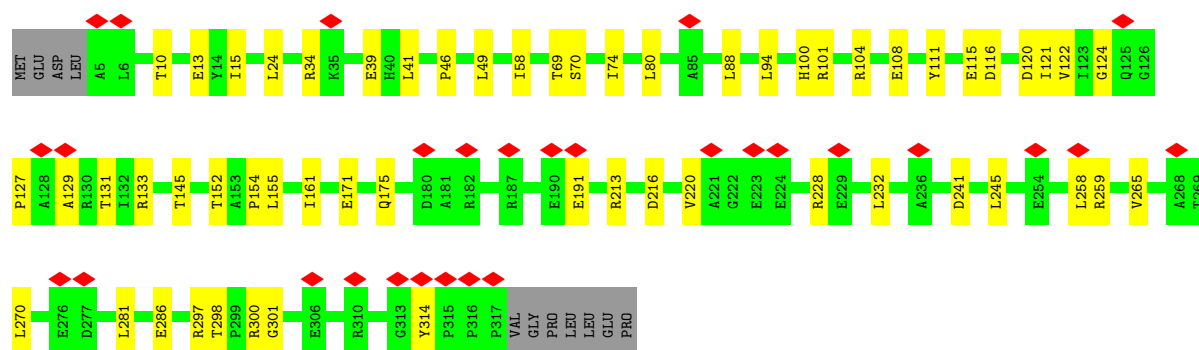 MET GLU ASP LEU A5 L6 T10 E13 Y14 I15 L24 R34 K35 E39 H40 L41 P46 L49 I58 T69 S70 I74 L80 A85 L88 L94 H100 R101 R104 E108 Y111 E115 D116 D120 I121 V122 I123 G124 Q125 G126
P127 A128 A129 R130 T131 I132 R133 T145 T152 A153 P154 L155 I161 E171 Q175 D180 A181 R182 R187 E190 E191 R213 D216 V220 A221 G222 E223 E224 R228 E229 L232 A236 D241 L245 E254 L258 R259 V265 A268 T269
L270 E276 D277 L281 E286 R297 T298 P299 R300 G301 E306 R310 G313 Y314 P315 P316 P317 VAL GLY PRO LEU LEU GLU PRO